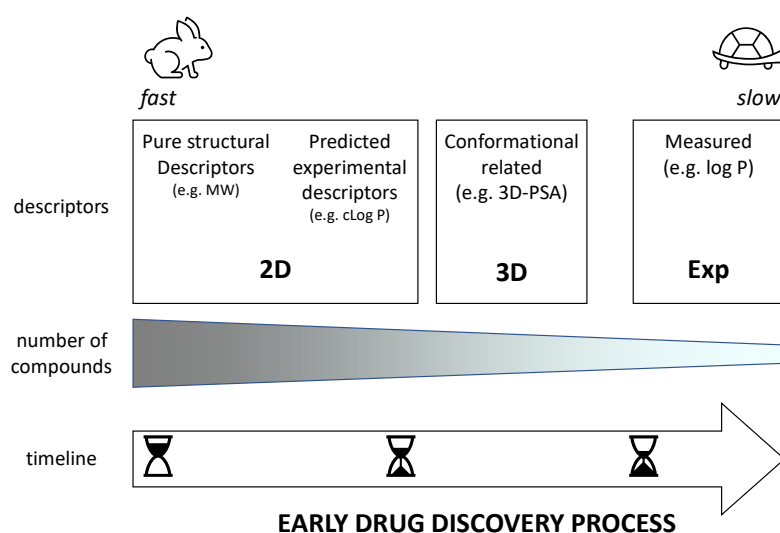 fast
slow
descriptors
Pure structural
Descriptors
(e.g. MW)
Predicted
experimental
descriptors
(e.g. cLog P)
2D
Conformational
related
(e.g. 3D-PSA)
3D
Measured
(e.g. log P)
Exp
number of
compounds
timeline
EARLY DRUG DISCOVERY PROCESS